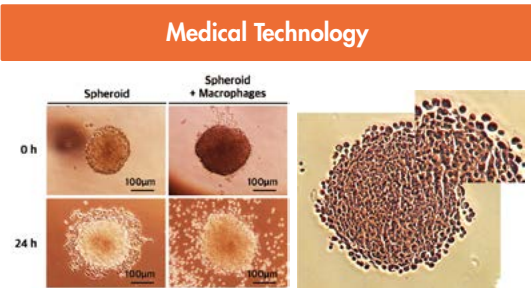 Medical Technology
Spheroid
Spheroid
+ Macrophages
0 h
100µm
100µm
24 h
100µm
100µm